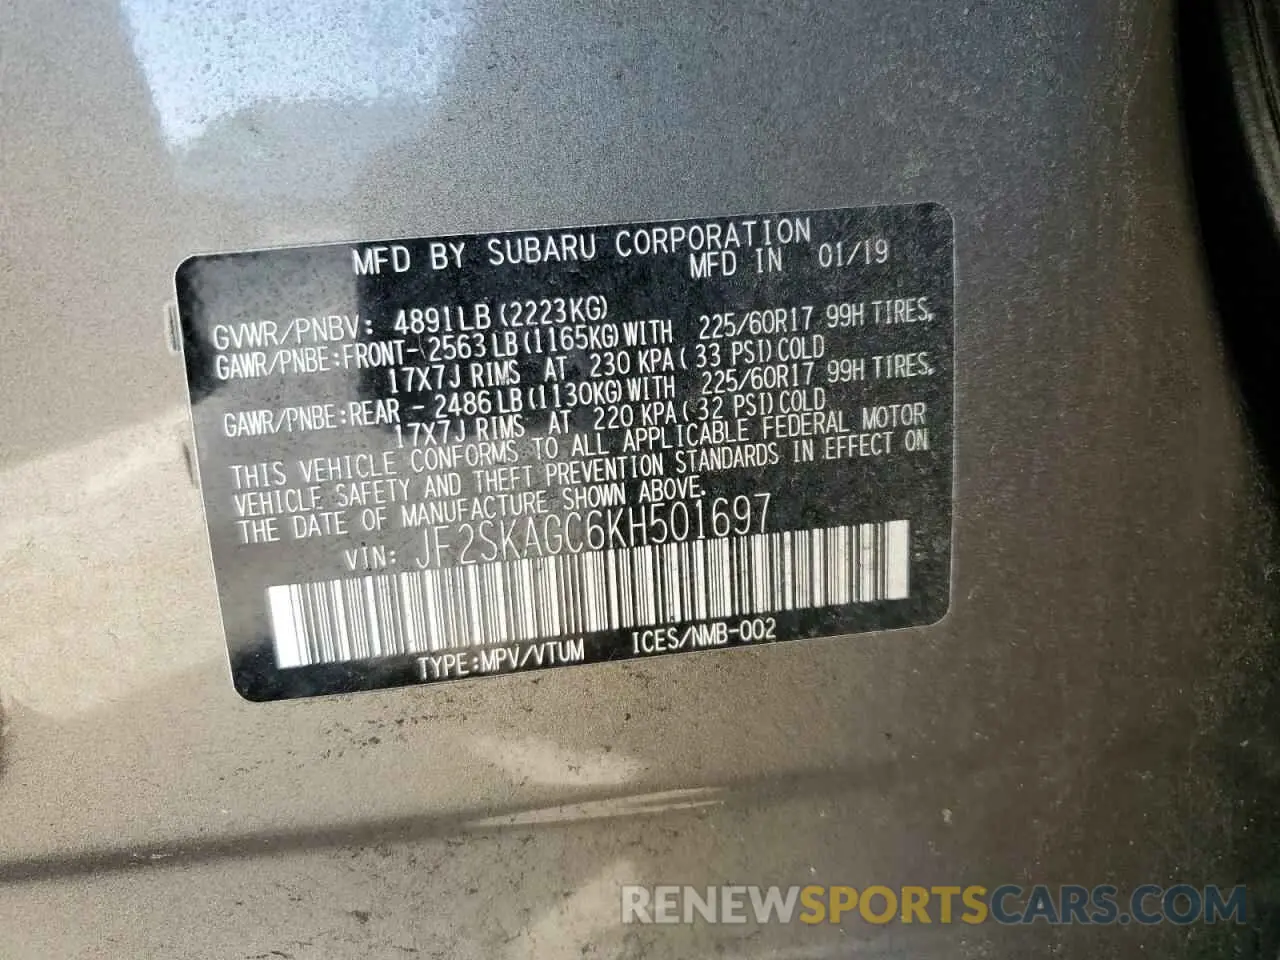 MFD BY SUBARU CORPORATION
MFD IN 01/19
GVWR/PNBV: 4891LB(2223KG)
GAWR/PNBE:FRONT-2563LB(1165KG)WITH 225/60R17 99H TIRES,
17X7J RIMS AT 230 KPA(33 PSI)COLD
GAWR/PNBE:REAR-2486LB(1130KG)WITH 225/60R17 99H TIRES,
17X7J RIMS AT 220 KPA(32 PSI)COLD
THIS VEHICLE CONFORMS TO ALL APPLICABLE FEDERAL MOTOR
VEHICLE SAFETY AND THEFT PREVENTION STANDARDS IN EFFECT ON
THE DATE OF MANUFACTURE SHOWN ABOVE.
VIN: JF2SKAGC6KH501697
TYPE:MPV/VTUM ICES/NMB-002
RENEWSPORTSCARS.COM